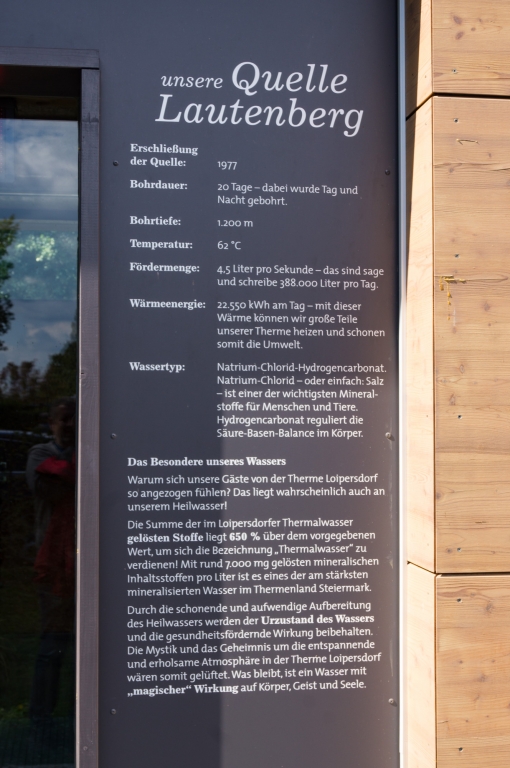 unsere Quelle
Lautenberg
Erschließung
der Quelle: 1977
Bohrdauer: 20 Tage – dabei wurde Tag und
Nacht gebohrt.
Bohrtiefe: 1.200 m
Temperatur: 62 °C
Fördermenge: 4,5 Liter pro Sekunde – das sind sage
und schreibe 388.000 Liter pro Tag.
Wärmeenergie: 22.550 kWh am Tag – mit dieser
Wärme können wir große Teile
unserer Therme heizen und schonen
somit die Umwelt.
Wassertyp: Natrium-Chlorid-Hydrogencarbonat.
Natrium-Chlorid – oder einfach: Salz
– ist einer der wichtigsten Mineral-
stoffe für Menschen und Tiere.
Hydrogencarbonat reguliert die
Säure-Basen-Balance im Körper.
Das Besondere unseres Wassers
Warum sich unsere Gäste von der Therme Loipersdorf
so angezogen fühlen? Das liegt wahrscheinlich auch an
unserem Heilwasser!
Die Summe der im Loipersdorfer Thermalwasser
gelösten Stoffe liegt 650 % über dem vorgegebenen
Wert, um sich die Bezeichnung „Thermalwasser“ zu
verdienen! Mit rund 7.000 mg gelösten mineralischen
Inhaltsstoffen pro Liter ist es eines der am stärksten
mineralisierten Wasser im Thermenland Steiermark.
Durch die schonende und aufwendige Aufbereitung
des Heilwassers werden der Urzustand des Wassers
und die gesundheitsfördernde Wirkung beibehalten.
Die Mystik und das Geheimnis um die entspannende
und erholsame Atmosphäre in der Therme Loipersdorf
wären somit gelüftet. Was bleibt, ist ein Wasser mit
„magischer“ Wirkung auf Körper, Geist und Seele.